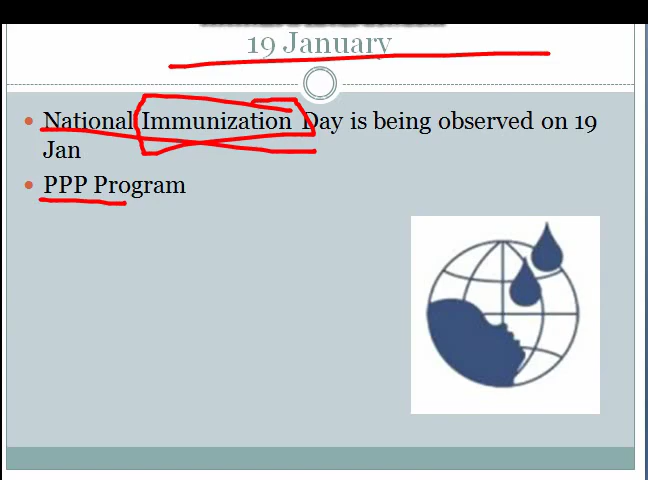 19 January
National Immunization Day is being observed on 19
Jan
PPP Program